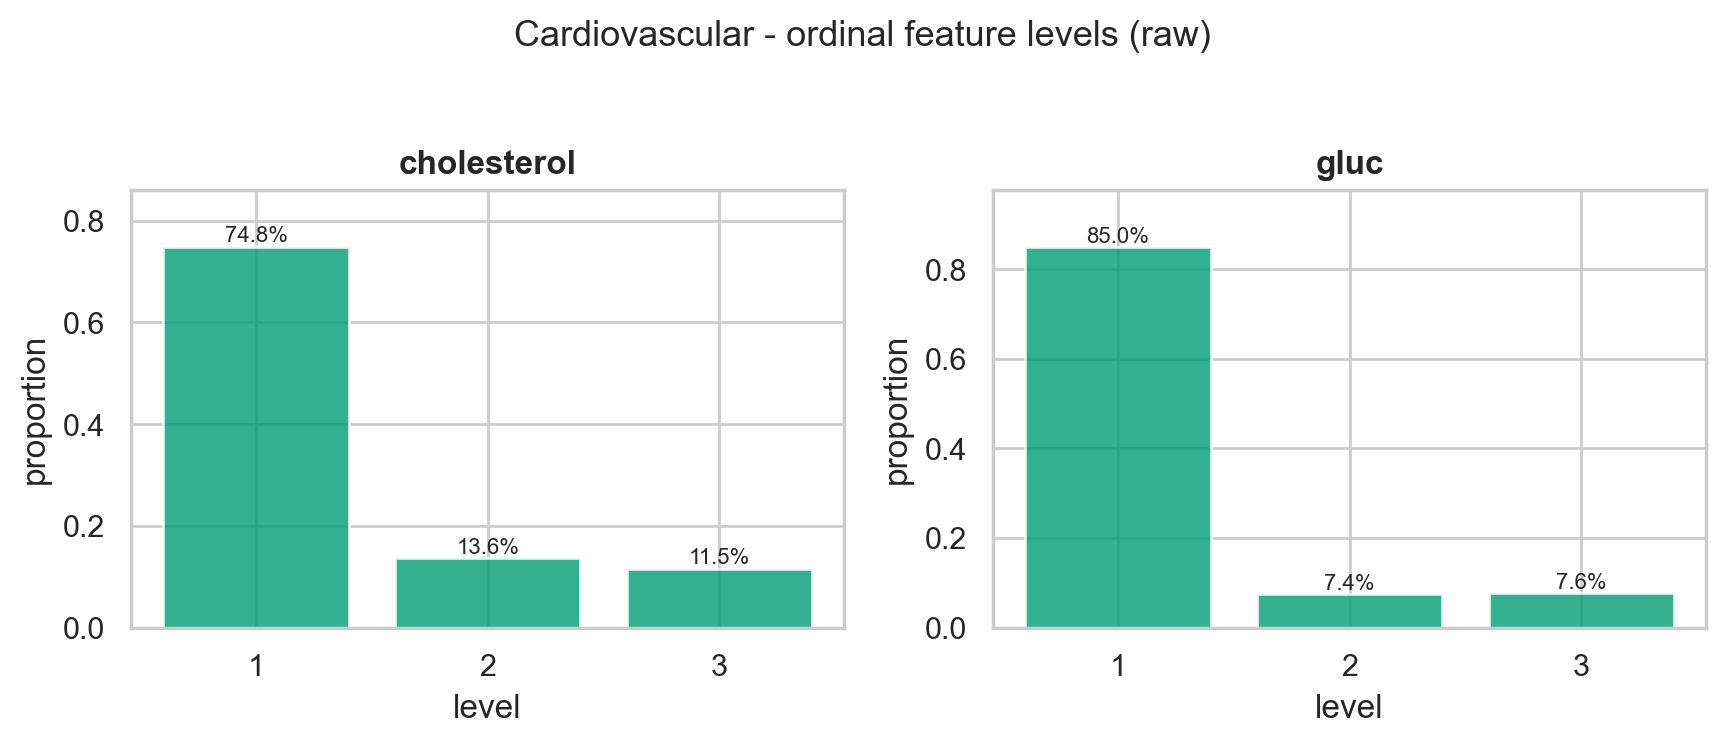 Cardiovascular - ordinal feature levels (raw)
cholesterol
proportion
0.8
0.6
0.4
0.2
0.0
74.8%
13.6%
11.5%
1 2 3
level
gluc
proportion
0.8
0.6
0.4
0.2
0.0
85.0%
7.4%
7.6%
1 2 3
level